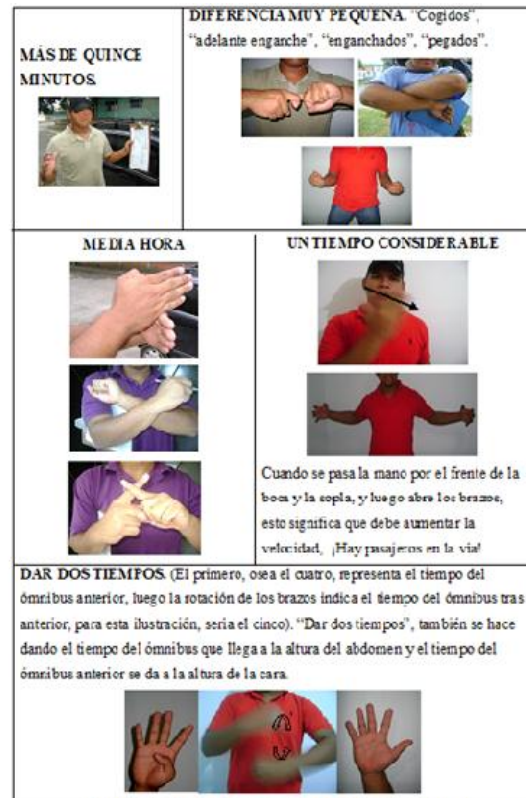 MÁS DE QUINCE
MINUTOS.
DIFERENCIA MUY PEQUEÑA. “Cogidos”,
“adelante engarche”, “enganchados”, “pegados”.
MEDIA HORA
UN TIEMPO CONSIDERABLE
Cuando se pasa la mano por el frente de la
boca y la sopla, y luego abre los brazos,
esto significa que debe aumentar la
velocidad, ¡Hay pasajeros en la vía!
DAR DOS TIEMPOS. (El primero, osea el cuatro, representa el tiempo del
ómnibus anterior, luego la rotación de los brazos indica el tiempo del ómnibus tras
anterior, para esta ilustración, sería el cinco). “Dar dos tiempos”, también se hace
dando el tiempo del ómnibus que llega a la altura del abdomen y el tiempo del
ómnibus anterior se da a la altura de la cara.